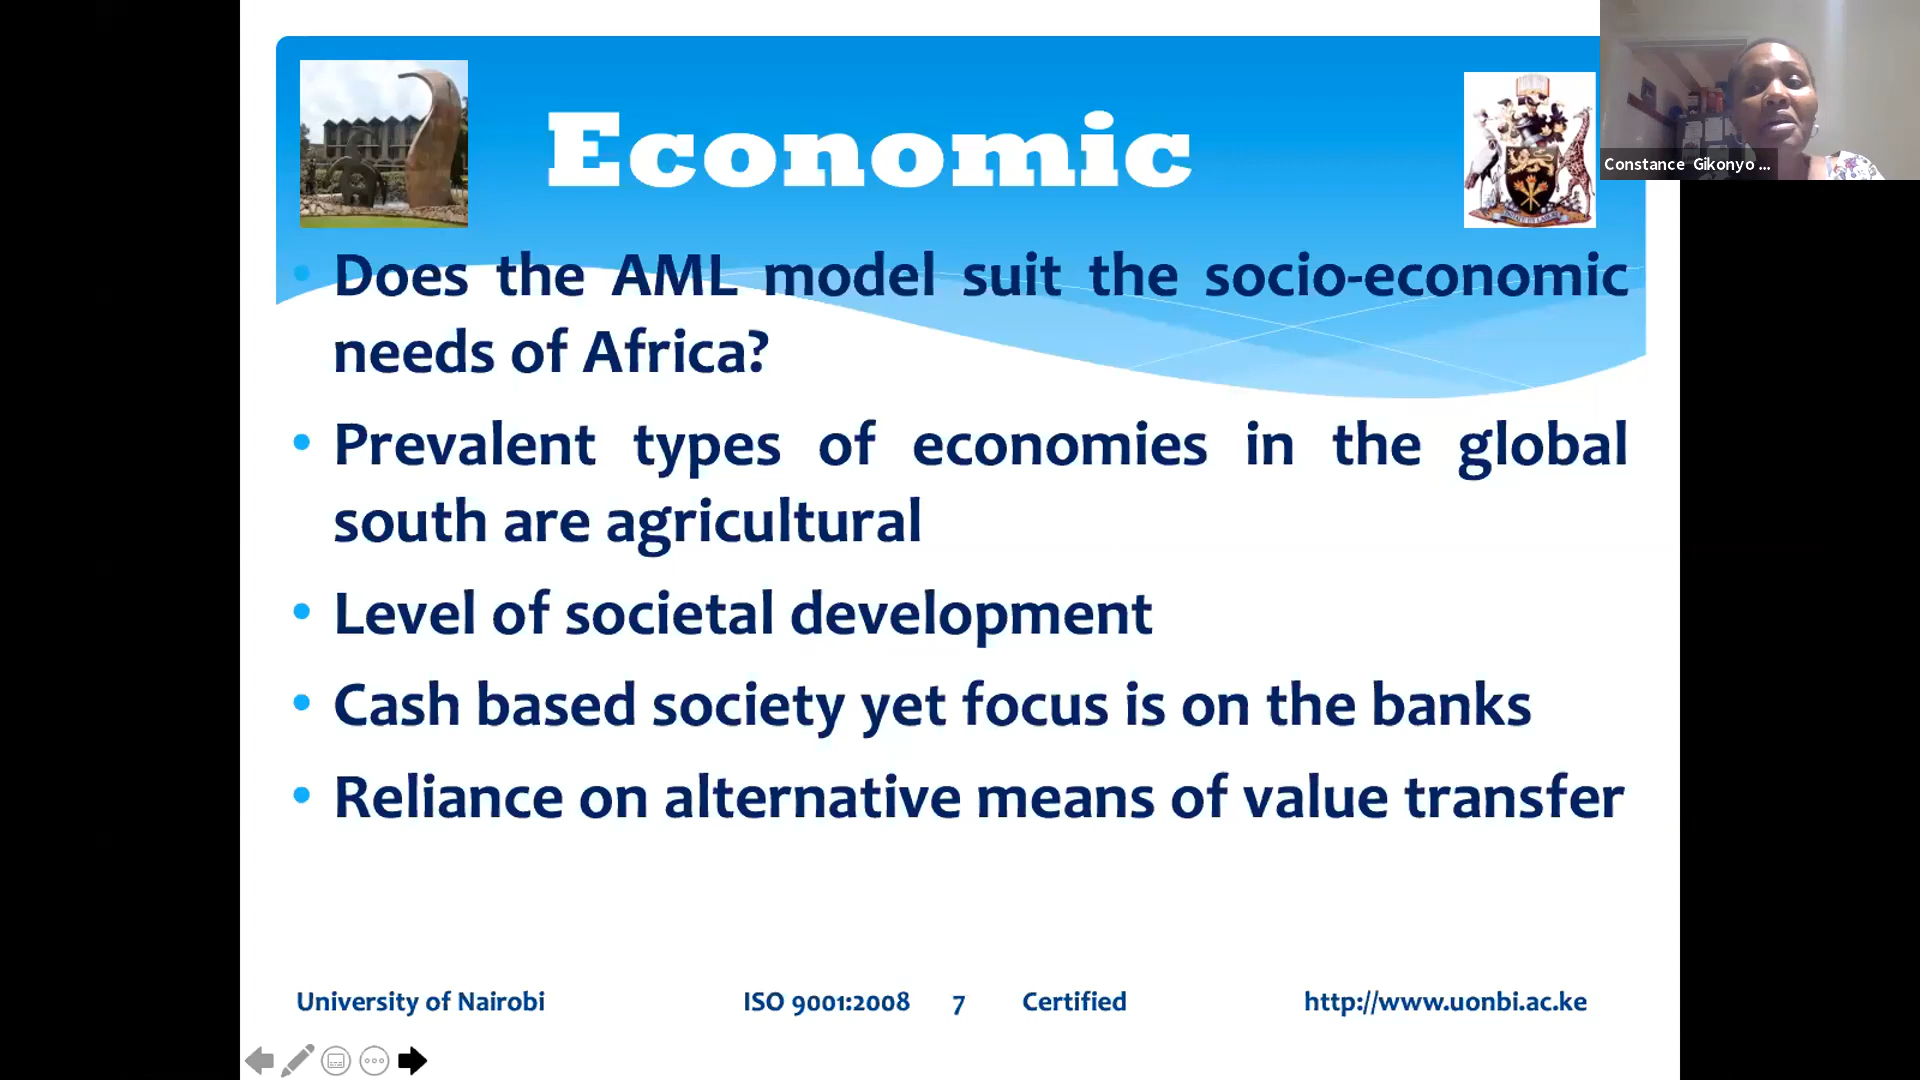 Economic
Constance Gikonyo ...
• Does the AML model suit the socio-economic
needs of Africa?
• Prevalent types of economies in the global
south are agricultural
• Level of societal development
• Cash based society yet focus is on the banks
• Reliance on alternative means of value transfer
University of Nairobi ISO 9001:2008 7 Certified http://www.uonbi.ac.ke